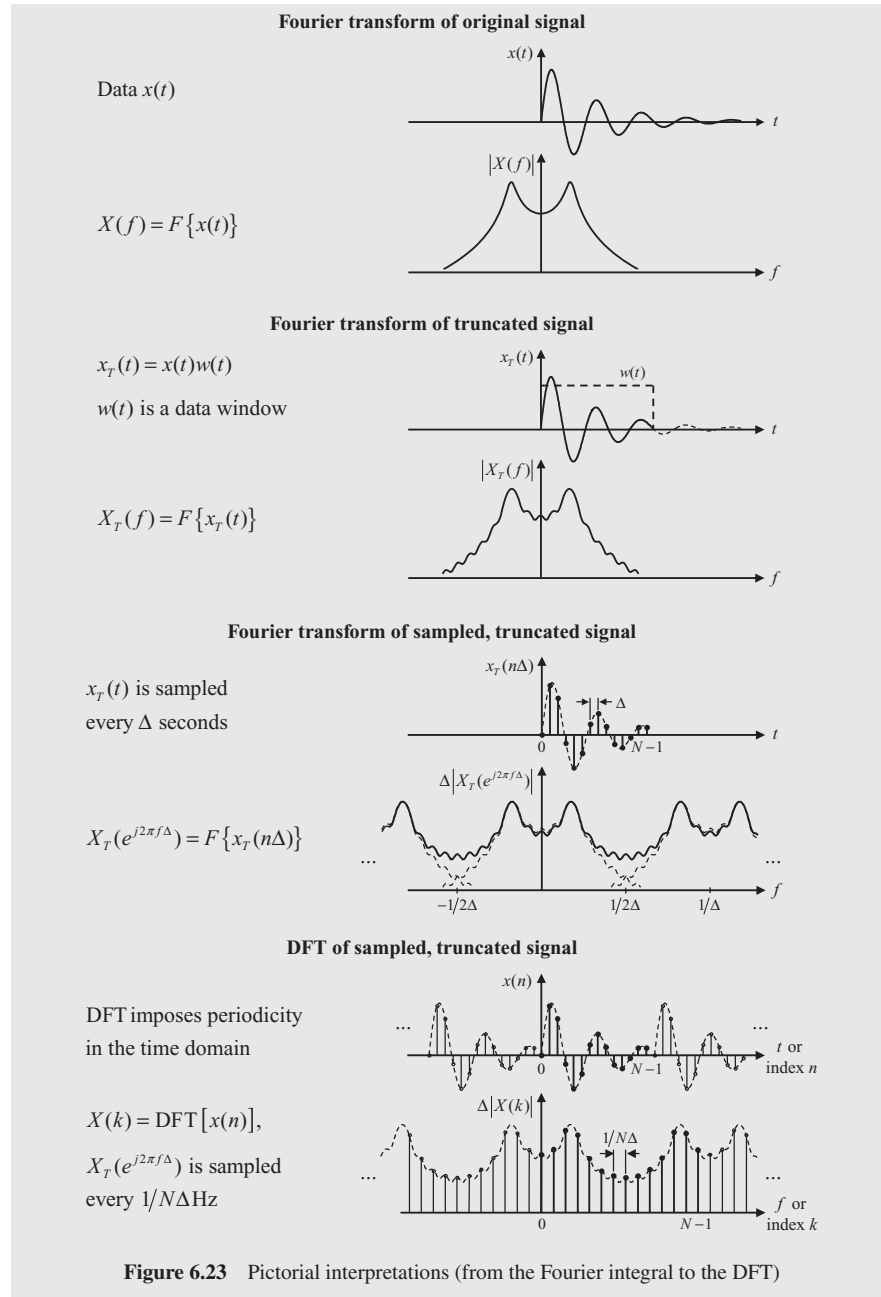 Fourier transform of original signal
x(t)
Data x(t)
t
|X(f)|
X(f) = F{x(t)}
f
Fourier transform of truncated signal
x_T(t) = x(t)w(t)
x_T(t)
w(t)
w(t) is a data window
t
|X_T(f)|
X_T(f) = F{x_T(t)}
f
Fourier transform of sampled, truncated signal
x_T(nΔ)
x_T(t) is sampled
every Δ seconds
Δ
0
N−1
t
Δ|X_T(e^{j2πfΔ})|
X_T(e^{j2πfΔ}) = F{x_T(nΔ)}
...
...
f
−1/2Δ
1/2Δ
1/Δ
DFT of sampled, truncated signal
x(n)
DFT imposes periodicity
in the time domain
...
...
0
N−1
t or
index n
Δ|X(k)|
X(k) = DFT[x(n)],
1/NΔ
X_T(e^{j2πfΔ}) is sampled
every 1/NΔHz
...
...
0
N−1
f or
index k
Figure 6.23 Pictorial interpretations (from the Fourier integral to the DFT)